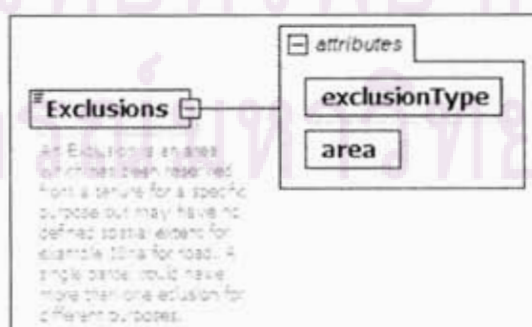 attributes
Exclusions
exclusionType
area
An Exclusion is an area
which has been reserved
from a tenure for a specific
purpose but may have no
defined spatial extent for
example 10ha for road. A
single parcel could have
more than one eclusion for
different purposes.